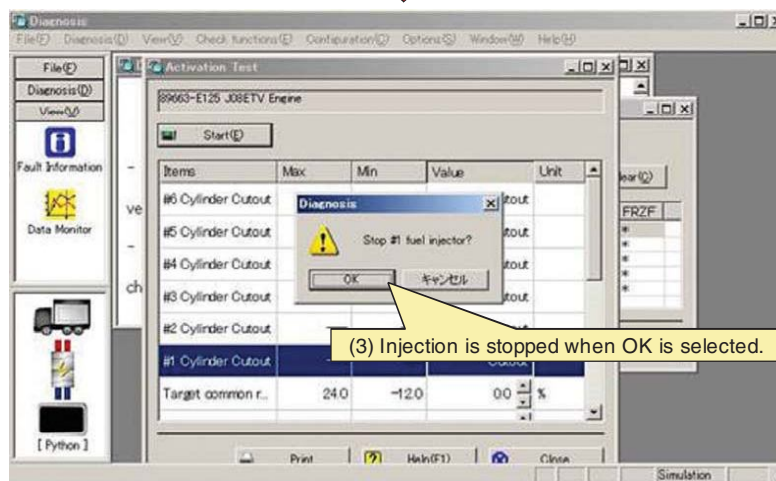 Diagnosis
File(F) Diagnosis(D) View(V) Check functions(E) Configuration(C) Options(S) Window(W) Help(H)
File(F)
Diagnosis(D)
View(V)
Fault Information
Data Monitor
[ Python ]
Activation Test
89663-E125 J08ETV Engine
Start(E)
Items Max Min Value Unit
#6 Cylinder Cutout
#5 Cylinder Cutout
#4 Cylinder Cutout
#3 Cylinder Cutout
#2 Cylinder Cutout
#1 Cylinder Cutout
Target common r... 24.0 -12.0 00 %
Print Help(F1) Close
Diagnosis
Stop #1 fuel injector?
OK キャンセル
(3) Injection is stopped when OK is selected.
FRZF
*
*
*
*
Simulation